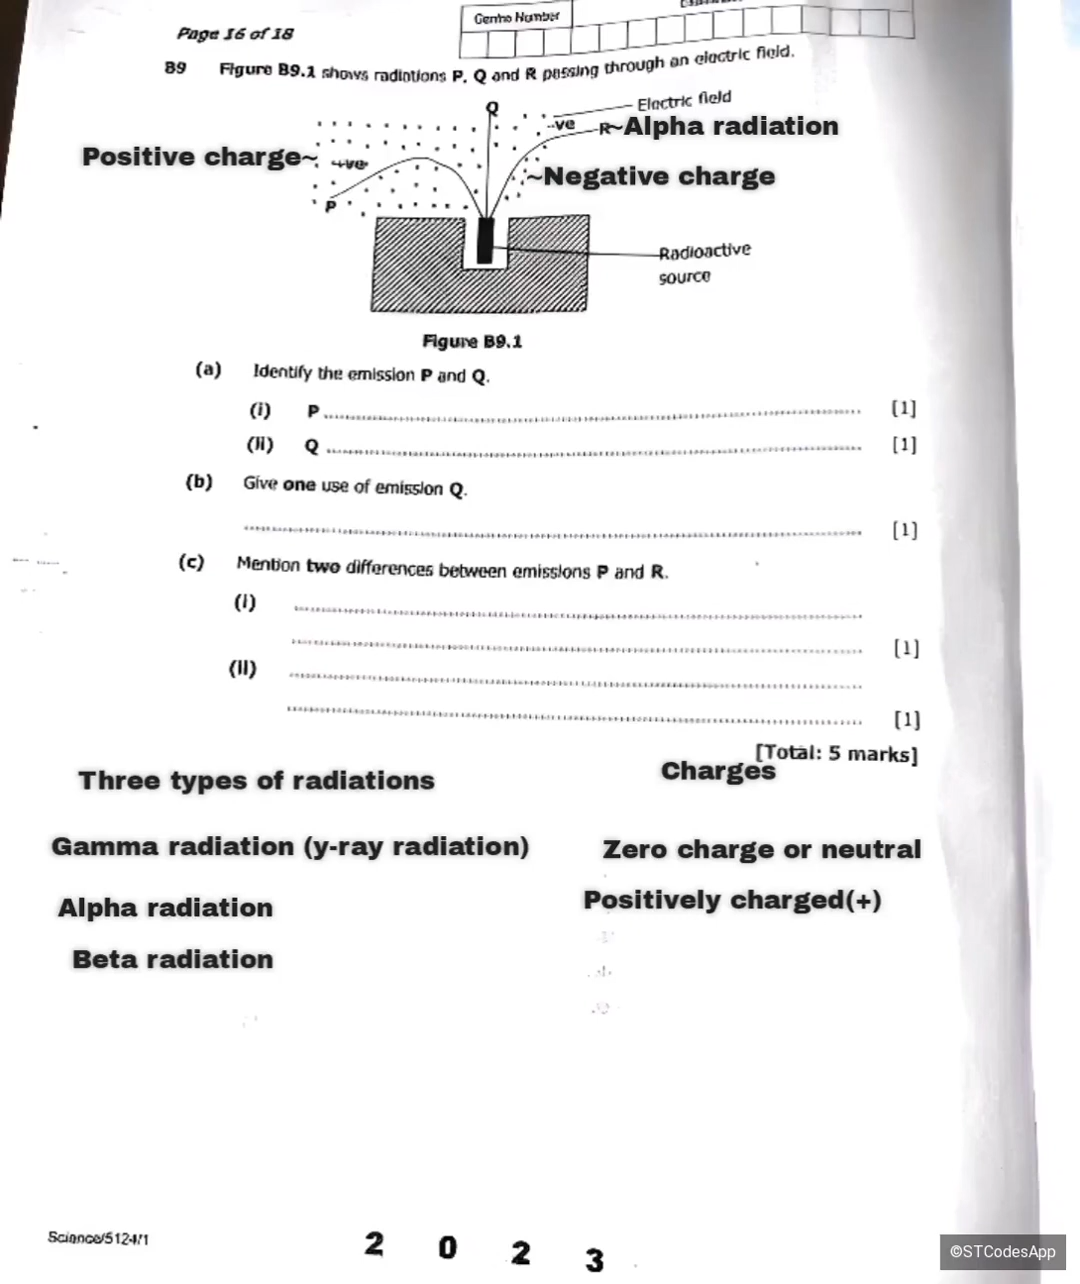 Centre Number
Page 16 of 18
B9 Figure B9.1 shows radiations P, Q and R passing through an electric field.
Q
Electric field
-ve
R~Alpha radiation
Positive charge~
+ve
~Negative charge
P
Radioactive
source
Figure B9.1
(a) Identify the emission P and Q.
(i) P [1]
(ii) Q [1]
(b) Give one use of emission Q.
[1]
(c) Mention two differences between emissions P and R.
(i)
[1]
(ii)
[1]
[Total: 5 marks]
Three types of radiations Charges
Gamma radiation (y-ray radiation) Zero charge or neutral
Alpha radiation Positively charged(+)
Beta radiation
Science/5124/1
2 0 2 3
©STCodesApp